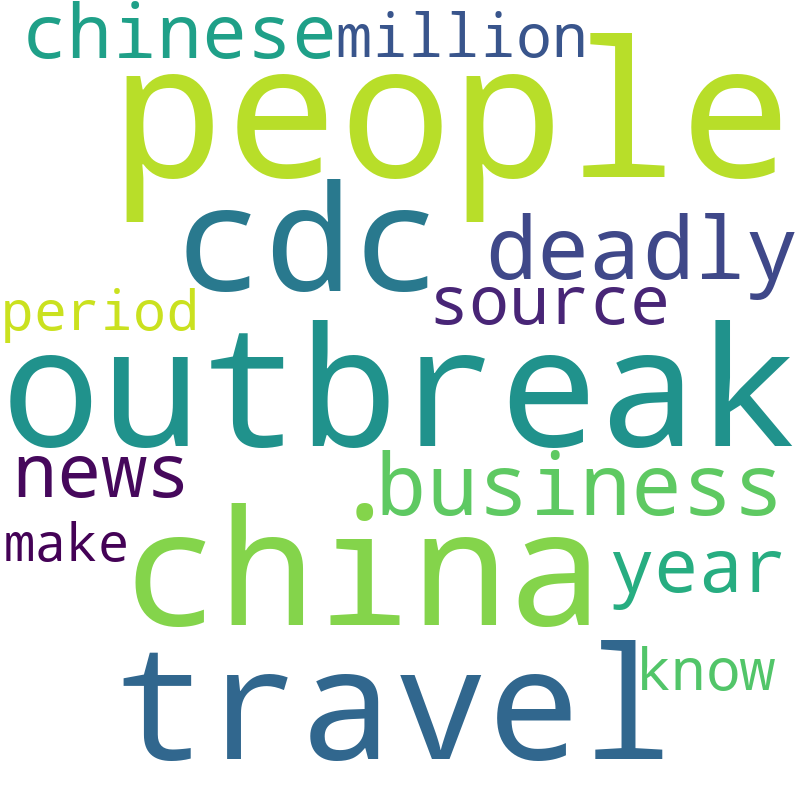 chinese million
people
cdc deadly
period source
outbreak
news business
make china year
travel know